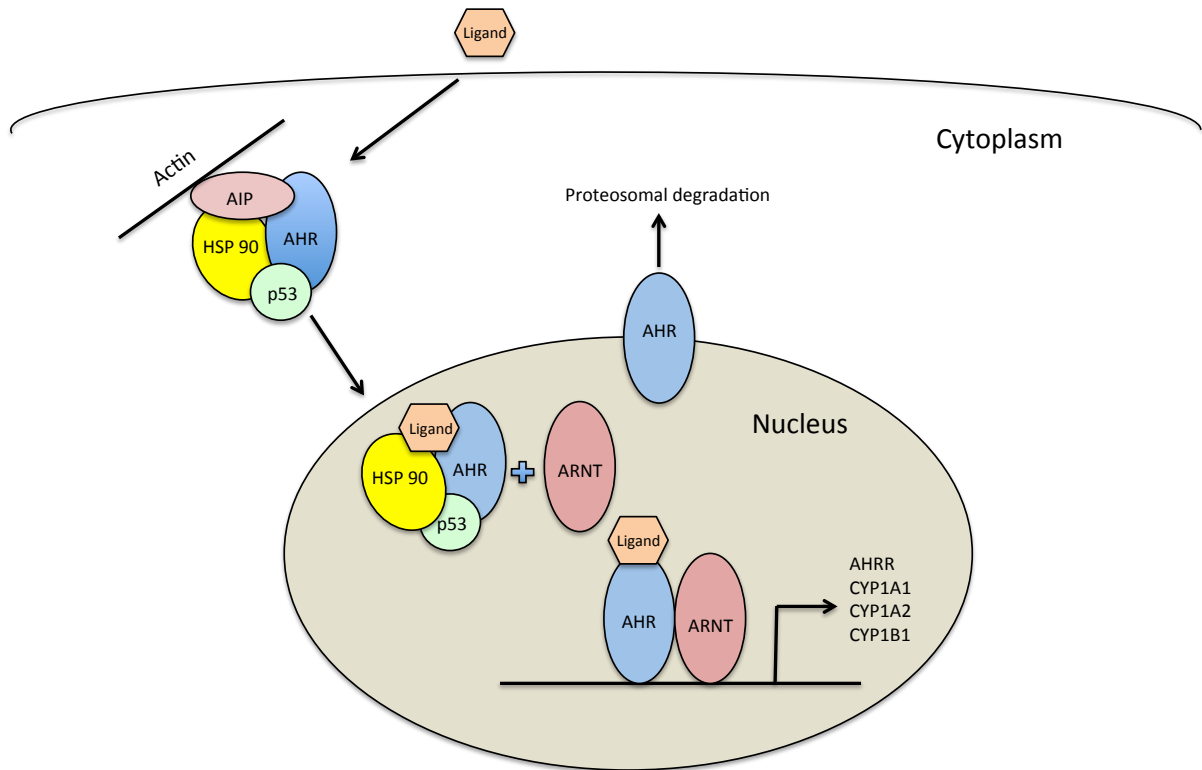 Ligand
Cytoplasm
Actin
AIP
HSP 90
AHR
p53
Proteosomal degradation
AHR
Nucleus
Ligand
HSP 90
AHR
p53
ARNT
Ligand
AHR
ARNT
AHRR
CYP1A1
CYP1A2
CYP1B1